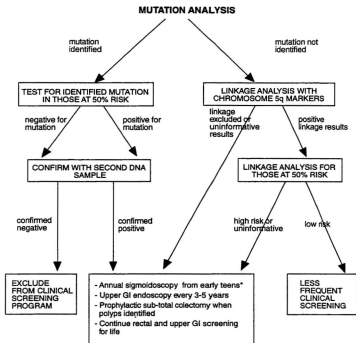 MUTATION ANALYSIS
mutation
identified
mutation not
identified
TEST FOR IDENTIFIED MUTATION
IN THOSE AT 50% RISK
LINKAGE ANALYSIS WITH
CHROMOSOME 5q MARKERS
negative for
mutation
positive for
mutation
linkage
excluded or
uninformative
results
positive
linkage results
CONFIRM WITH SECOND DNA
SAMPLE
LINKAGE ANALYSIS FOR
THOSE AT 50% RISK
confirmed
negative
confirmed
positive
high risk or
uninformative
low risk
EXCLUDE
FROM CLINICAL
SCREENING
PROGRAM
- Annual sigmoidoscopy from early teens*
- Upper GI endoscopy every 3-5 years
- Prophylactic sub-total colectomy when
polyps identified
- Continue rectal and upper GI screening
for life
LESS
FREQUENT
CLINICAL
SCREENING